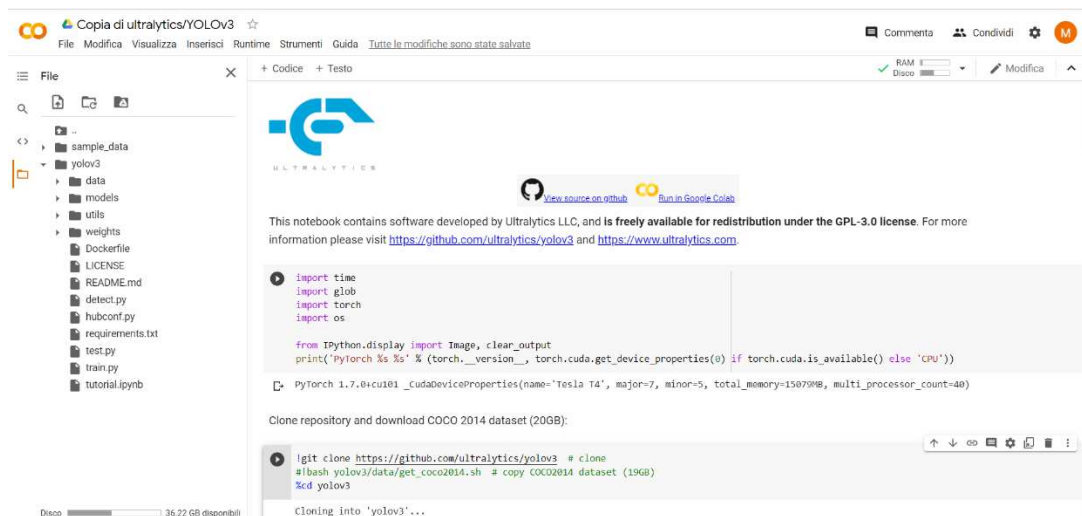 Copia di ultralytics/YOLOv3
File Modifica Visualizza Inserisci Runtime Strumenti Guida Tutte le modifiche sono state salvate
Commenta Condividi M
File
+ Codice + Testo
RAM
Disco
Modifica
..
sample_data
yolov3
data
models
utils
weights
Dockerfile
LICENSE
README.md
detect.py
hubconf.py
requirements.txt
test.py
train.py
tutorial.ipynb
Disco 36.22 GB disponibili
ULTRALYTICS
View source on github Run in Google Colab
This notebook contains software developed by Ultralytics LLC, and is freely available for redistribution under the GPL-3.0 license. For more
information please visit https://github.com/ultralytics/yolov3 and https://www.ultralytics.com.
import time
import glob
import torch
import os
from IPython.display import Image, clear_output
print('PyTorch %s %s' % (torch.__version__, torch.cuda.get_device_properties(0) if torch.cuda.is_available() else 'CPU'))
PyTorch 1.7.0+cu101 _CudaDeviceProperties(name='Tesla T4', major=7, minor=5, total_memory=15079MB, multi_processor_count=40)
Clone repository and download COCO 2014 dataset (20GB):
!git clone https://github.com/ultralytics/yolov3 # clone
#!bash yolov3/data/get_coco2014.sh # copy COCO2014 dataset (19GB)
%cd yolov3
Cloning into 'yolov3'...